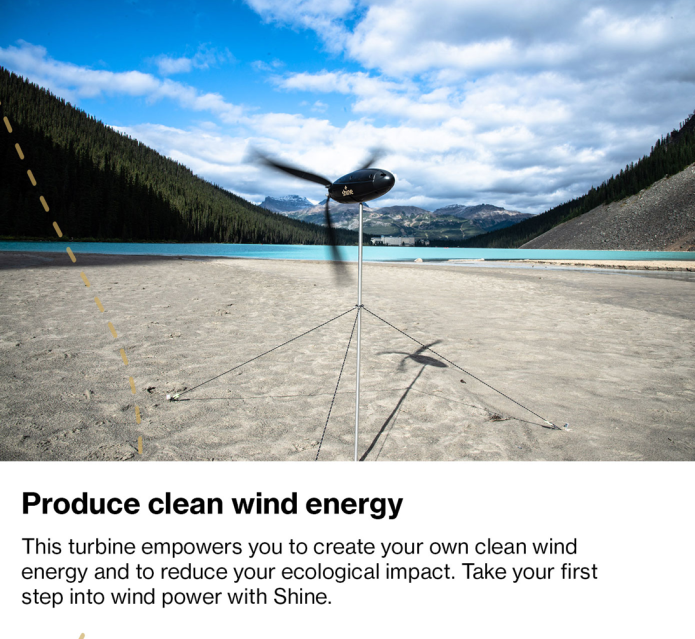 Shine
Produce clean wind energy
This turbine empowers you to create your own clean wind
energy and to reduce your ecological impact. Take your first
step into wind power with Shine.